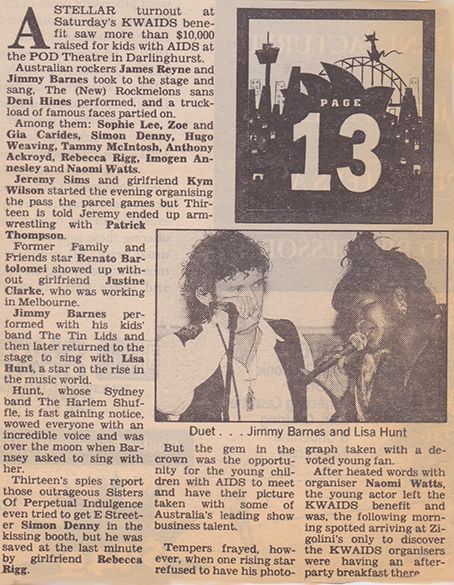 A STELLAR turnout at
Saturday's KWAIDS bene-
fit saw more than $10,000
raised for kids with AIDS at
the POD Theatre in Darlinghurst.
Australian rockers James Reyne and
Jimmy Barnes took to the stage and
sang, The (New) Rockmelons sans
Deni Hines performed, and a truck-
load of famous faces partied on.
Among them: Sophie Lee, Zoe and
Gia Carides, Simon Denny, Hugo
Weaving, Tammy McIntosh, Anthony
Ackroyd, Rebecca Rigg, Imogen An-
nesley and Naomi Watts.
Jeremy Sims and girlfriend Kym
Wilson started the evening organising
the pass the parcel games but Thir-
teen is told Jeremy ended up arm-
wrestling with Patrick
Thompson.
Former Family and
Friends star Renato Bar-
tolomei showed up with-
out girlfriend Justine
Clarke, who was working
in Melbourne.
Jimmy Barnes per-
formed with his kids'
band The Tin Lids and
then later returned to the
stage to sing with Lisa
Hunt, a star on the rise in
the music world.
Hunt, whose Sydney
band The Harlem Shuf-
fle, is fast gaining notice,
wowed everyone with an
incredible voice and was
over the moon when Bar-
nsey asked to sing with
her.
Thirteen's spies report
those outrageous Sisters
Of Perpetual Indulgence
even tried to get E Street-
er Simon Denny in the
kissing booth, but he was
saved at the last minute
by girlfriend Rebecca
Rigg.
PAGE
13
Duet . . . Jimmy Barnes and Lisa Hunt
But the gem in the
crown was the opportu-
nity for the young chil-
dren with AIDS to meet
and have their picture
taken with some of
Australia's leading show
business talent.
Tempers frayed, how-
ever, when one rising star
refused to have his photo-
graph taken with a de-
voted young fan.
After heated words with
organiser Naomi Watts,
the young actor left the
KWAIDS benefit and
was, the following morn-
ing spotted arriving at Zi-
golini's only to discover
the KWAIDS organisers
were having an after-
party breakfast there